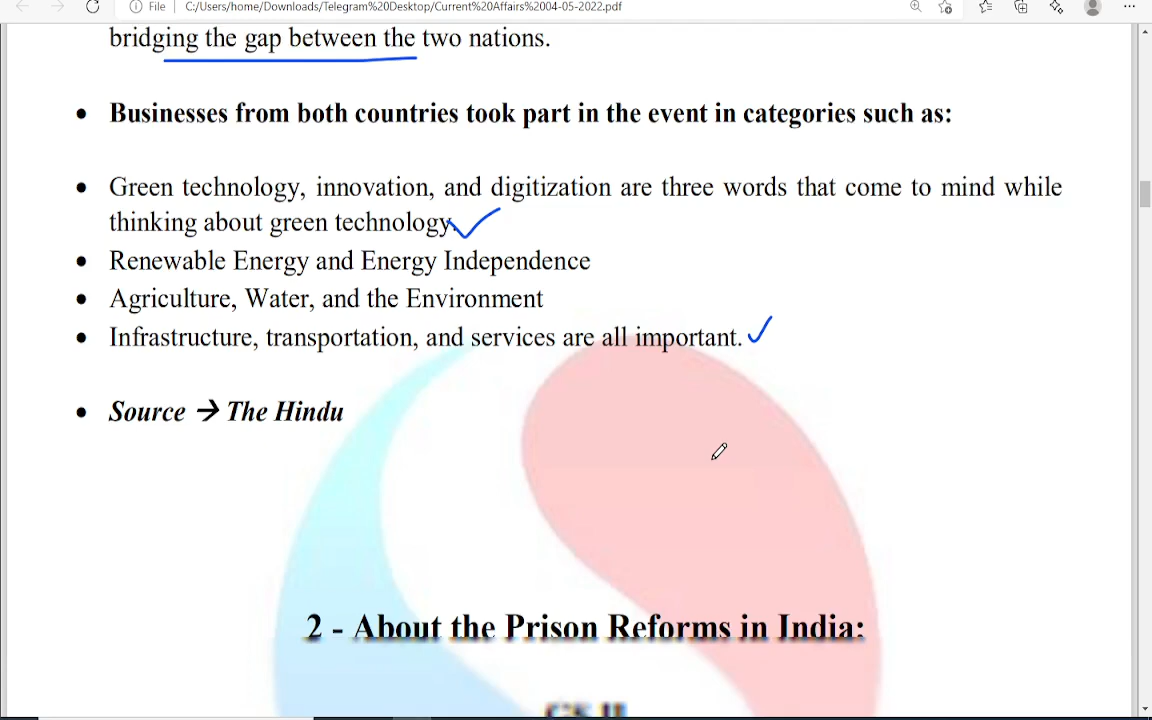 File
C:/Users/home/Downloads/Telegram%20Desktop/Current%20Affairs%2004-05-2022.pdf
bridging the gap between the two nations.
• Businesses from both countries took part in the event in categories such as:
• Green technology, innovation, and digitization are three words that come to mind while
thinking about green technology.
• Renewable Energy and Energy Independence
• Agriculture, Water, and the Environment
• Infrastructure, transportation, and services are all important.
• Source → The Hindu
2 - About the Prison Reforms in India: